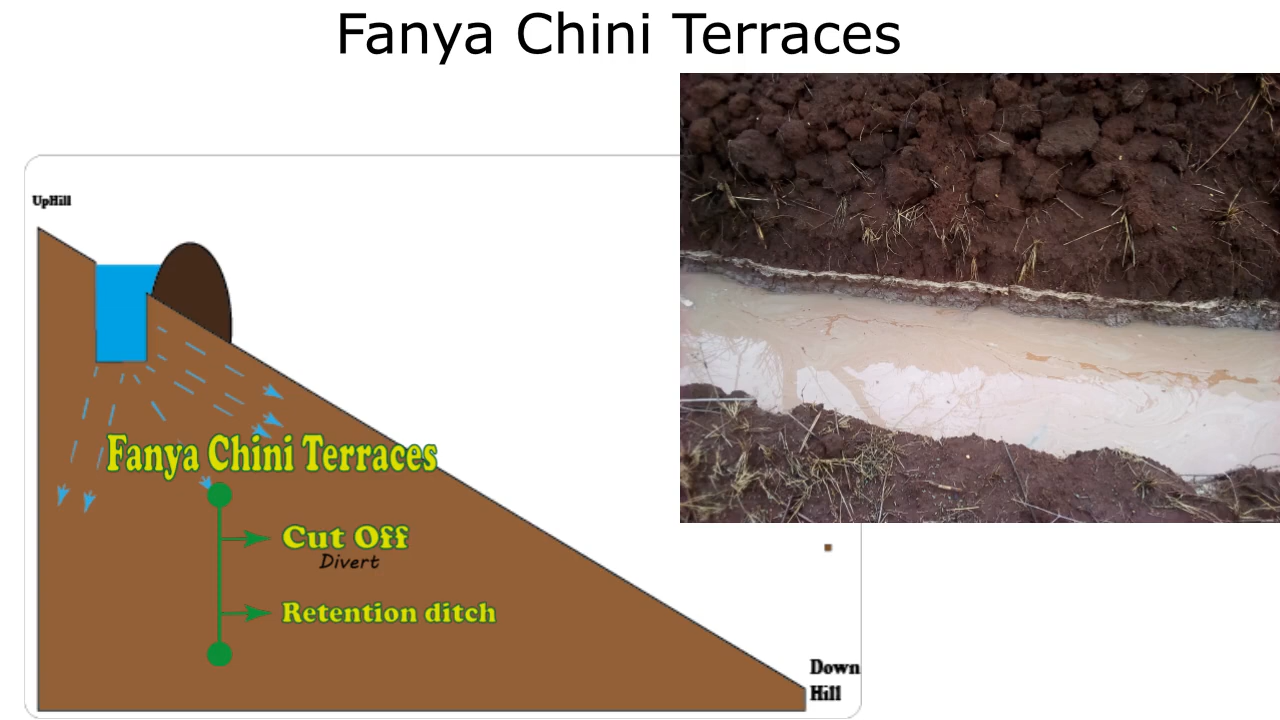 Fanya Chini Terraces
UpHill
Fanya Chini Terraces
Cut Off
Divert
Retention ditch
Down
Hill